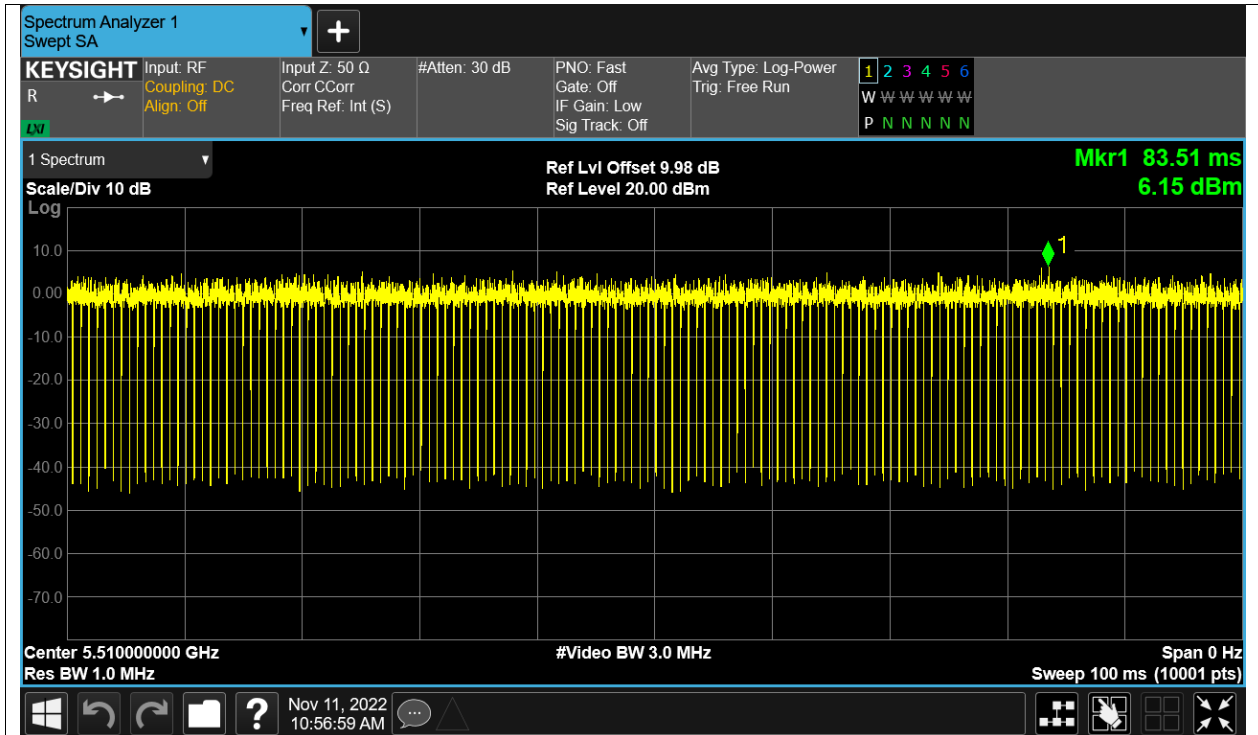 Spectrum Analyzer 1
Swept SA
+
KEYSIGHT
R
LXI
Input: RF
Coupling: DC
Align: Off
Input Z: 50 Ω
Corr CCorr
Freq Ref: Int (S)
#Atten: 30 dB
PNO: Fast
Gate: Off
IF Gain: Low
Sig Track: Off
Avg Type: Log-Power
Trig: Free Run
1 2 3 4 5 6
W W W W W W
P N N N N N
1 Spectrum
Scale/Div 10 dB
Log
Ref Lvl Offset 9.98 dB
Ref Level 20.00 dBm
Mkr1 83.51 ms
6.15 dBm
1
10.0
0.00
-10.0
-20.0
-30.0
-40.0
-50.0
-60.0
-70.0
Center 5.510000000 GHz
Res BW 1.0 MHz
#Video BW 3.0 MHz
Span 0 Hz
Sweep 100 ms (10001 pts)
?
Nov 11, 2022
10:56:59 AM